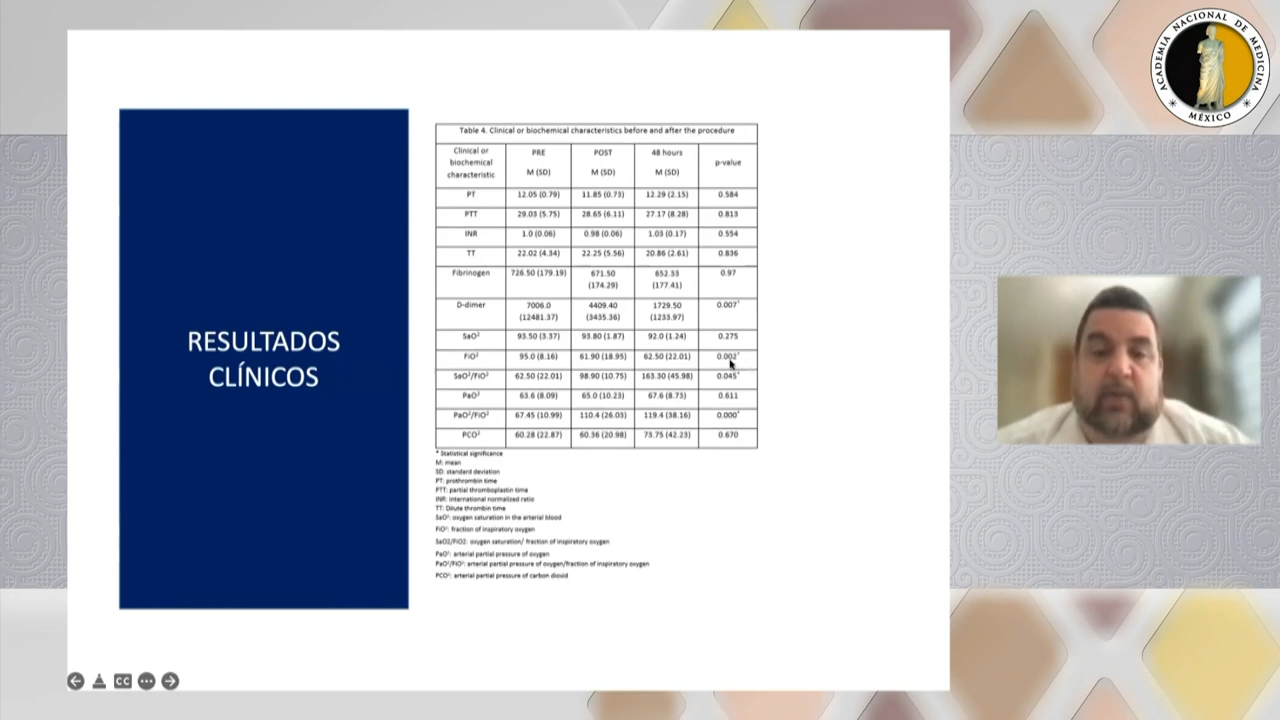 ACADEMIA NACIONAL DE MEDICINA
MÉXICO
RESULTADOS
CLÍNICOS
Table 4. Clinical or biochemical characteristics before and after the procedure
Clinical or biochemical characteristic PRE M (SD) POST M (SD) 48 hours M (SD) p-value
PT 12.05 (0.79) 11.85 (0.73) 12.29 (2.15) 0.584
PTT 29.03 (5.75) 28.65 (6.11) 27.17 (8.28) 0.813
INR 1.0 (0.06) 0.98 (0.06) 1.03 (0.17) 0.554
TT 22.02 (4.34) 22.25 (5.56) 20.86 (2.61) 0.836
Fibrinogen 726.50 (179.19) 671.50 (174.29) 652.33 (177.41) 0.97
D-dimer 7006.0 (12481.37) 4409.40 (3435.36) 1729.50 (1233.97) 0.007*
SaO² 93.50 (3.37) 93.80 (1.87) 92.0 (1.24) 0.275
FiO² 95.0 (8.16) 61.90 (18.95) 62.50 (22.01) 0.002*
SaO²/FiO² 62.50 (22.01) 98.90 (10.75) 163.30 (45.98) 0.045*
PaO² 63.6 (8.09) 65.0 (10.23) 67.6 (8.73) 0.611
PaO²/FiO² 67.45 (10.99) 110.4 (26.03) 119.4 (38.16) 0.000*
PCO² 60.28 (22.87) 60.36 (20.98) 73.75 (42.23) 0.670
* Statistical significance
M: mean
SD: standard deviation
PT: prothrombin time
PTT: partial thromboplastin time
INR: international normalized ratio
TT: Dilute thrombin time
SaO²: oxygen saturation in the arterial blood
FiO²: fraction of inspiratory oxygen
SaO2/FiO2: oxygen saturation/ fraction of inspiratory oxygen
PaO²: arterial partial pressure of oxygen
PaO²/FiO²: arterial partial pressure of oxygen/fraction of inspiratory oxygen
PCO²: arterial partial pressure of carbon dioxid
CC